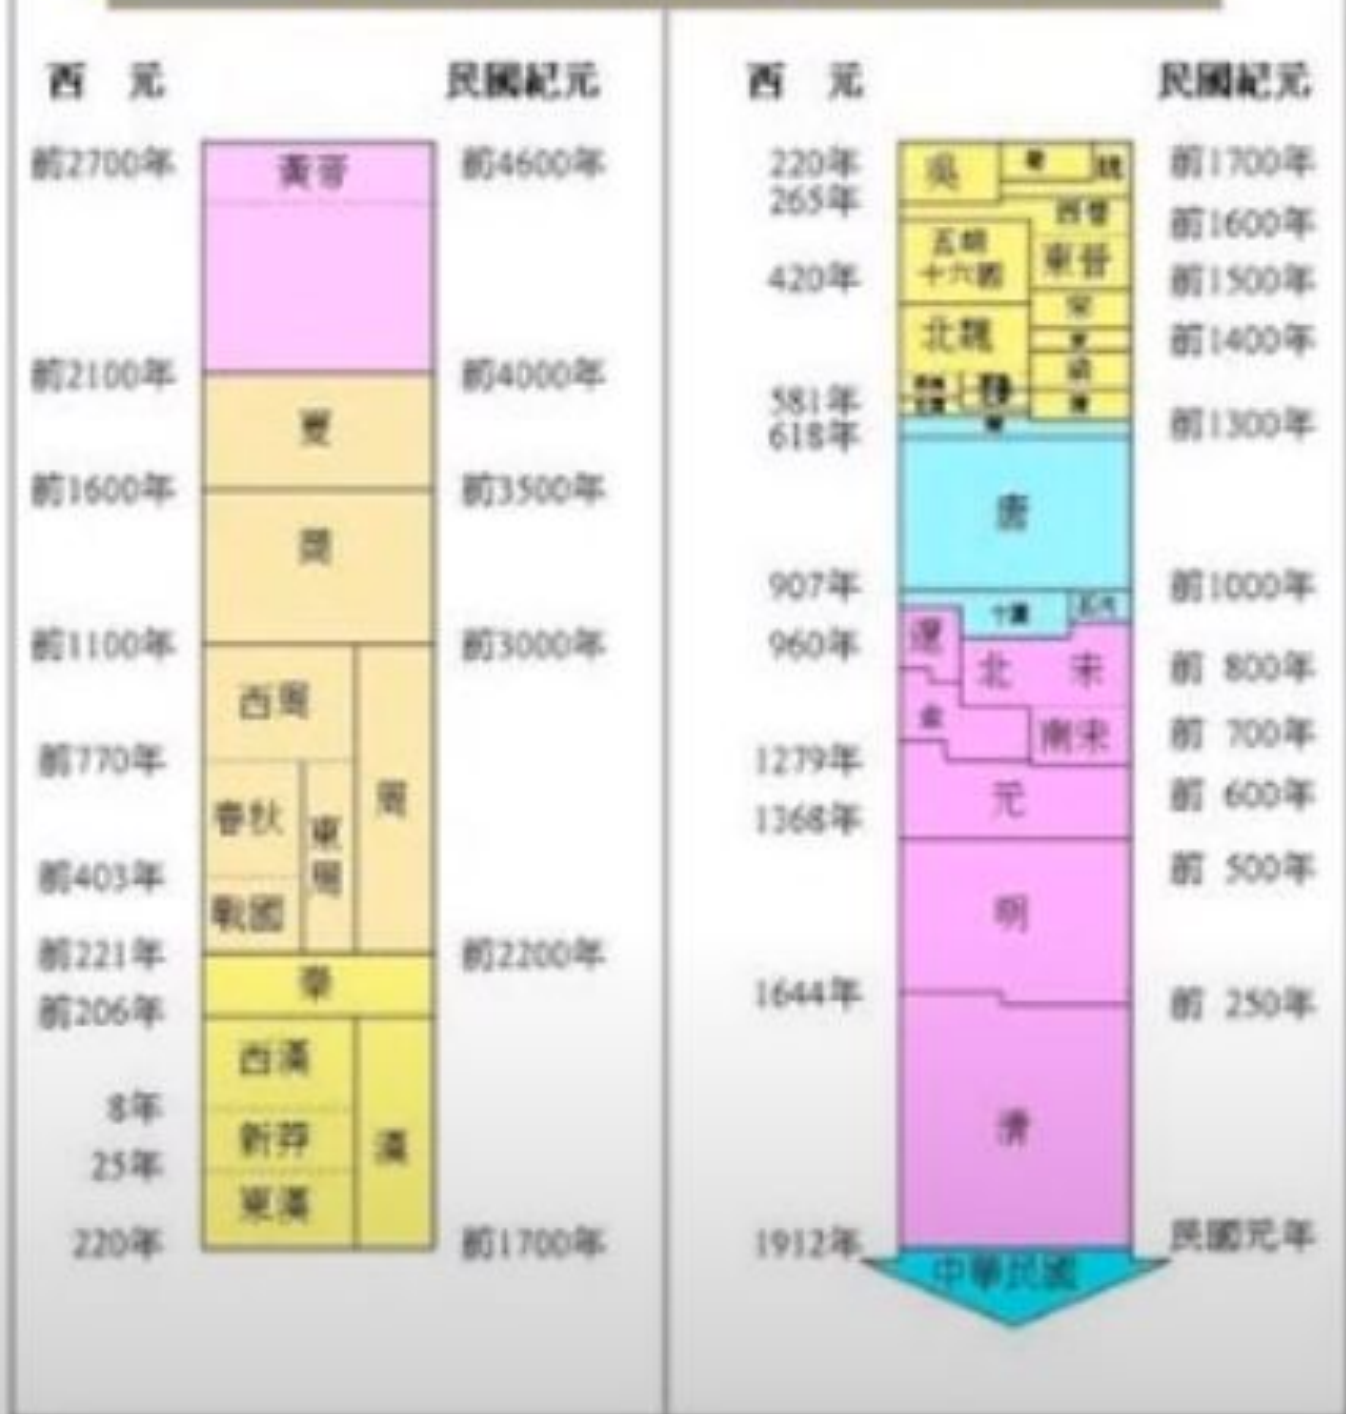 西 元 民國紀元
前2700年 黃帝 前4600年
前2100年 前4000年
夏
前1600年 前3500年
商
前1100年 前3000年
西周
前770年
周
春秋
東周
前403年
戰國
前221年 前2200年
秦
前206年
西漢
8年
新莽 漢
25年
東漢
220年 前1700年
西 元 民國紀元
220年 吳 蜀 魏 前1700年
265年
西晉 前1600年
五胡
十六國
東晉
420年 前1500年
宋
北魏 前1400年
梁
581年
陳
前1300年
隋
618年
唐
907年 前1000年
十國 五代
遼
960年
北 宋 前 800年
金
南宋 前 700年
1279年
元 前 600年
1368年
前 500年
明
1644年 前 250年
清
1912年 民國元年
中華民國